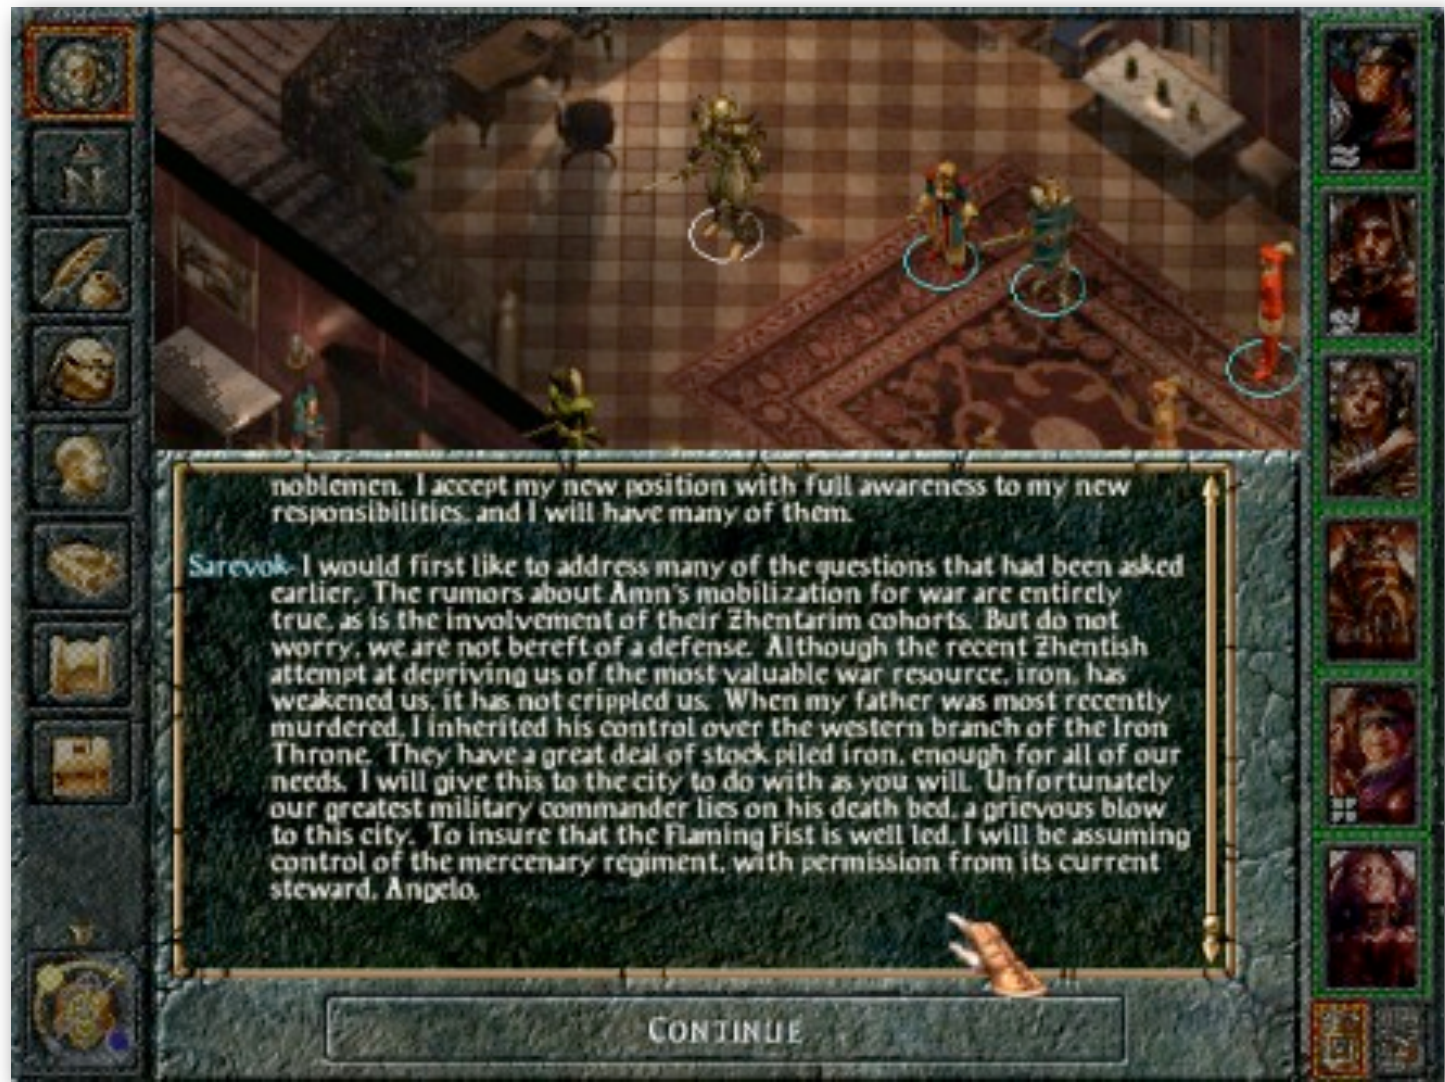 N
noblemen. I accept my new position with full awareness to my new
responsibilities, and I will have many of them.
Sarevok- I would first like to address many of the questions that had been asked
earlier. The rumors about Amn's mobilization for war are entirely
true, as is the involvement of their Zhentarim cohorts. But do not
worry, we are not bereft of a defense. Although the recent Zhentish
attempt at depriving us of the most valuable war resource, iron, has
weakened us, it has not crippled us. When my father was most recently
murdered, I inherited his control over the western branch of the Iron
Throne. They have a great deal of stock piled iron, enough for all of our
needs. I will give this to the city to do with as you will. Unfortunately
our greatest military commander lies on his death bed, a grievous blow
to this city. To insure that the Flaming Fist is well led, I will be assuming
control of the mercenary regiment, with permission from its current
steward, Angelo.
CONTINUE